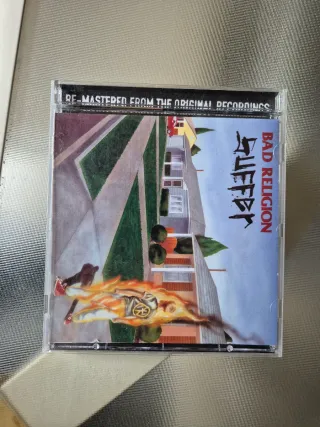 RE-MASTERED FROM THE ORIGINAL RECORDINGS
BAD RELIGION
SUFFER